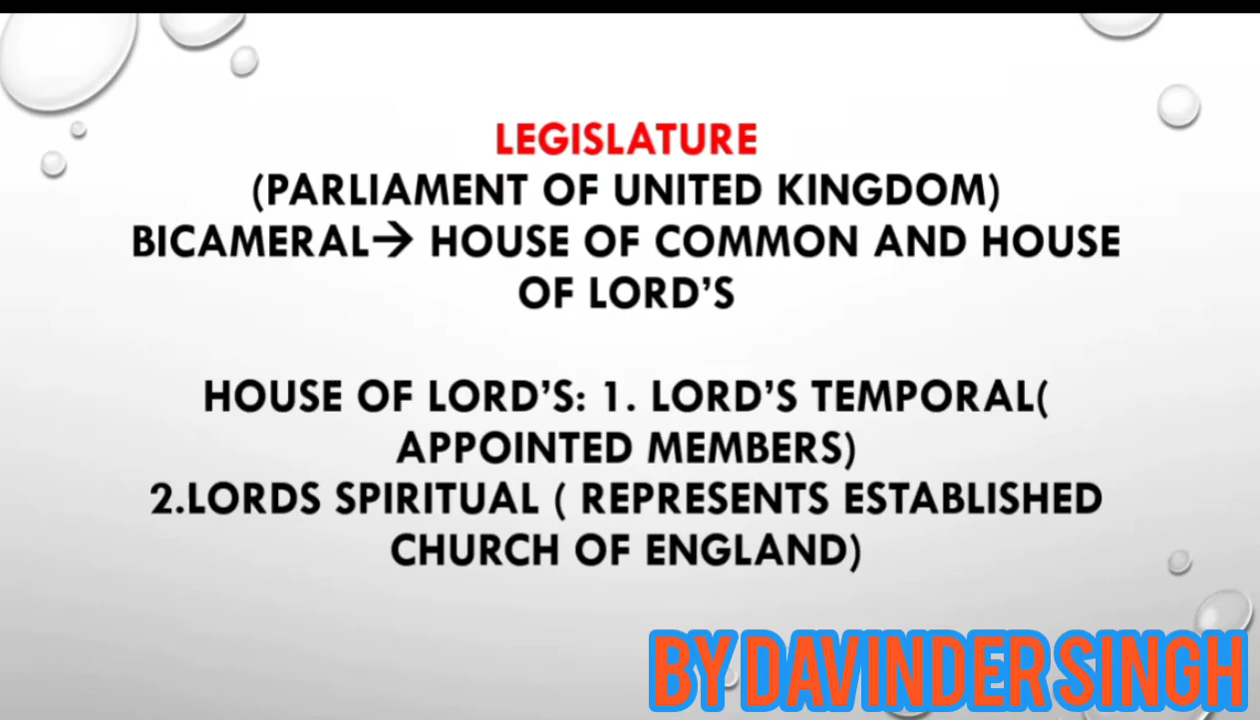 LEGISLATURE
(PARLIAMENT OF UNITED KINGDOM)
BICAMERAL→ HOUSE OF COMMON AND HOUSE
OF LORD’S
HOUSE OF LORD’S: 1. LORD’S TEMPORAL(
APPOINTED MEMBERS)
2.LORDS SPIRITUAL ( REPRESENTS ESTABLISHED
CHURCH OF ENGLAND)
BY DAVINDER SINGH